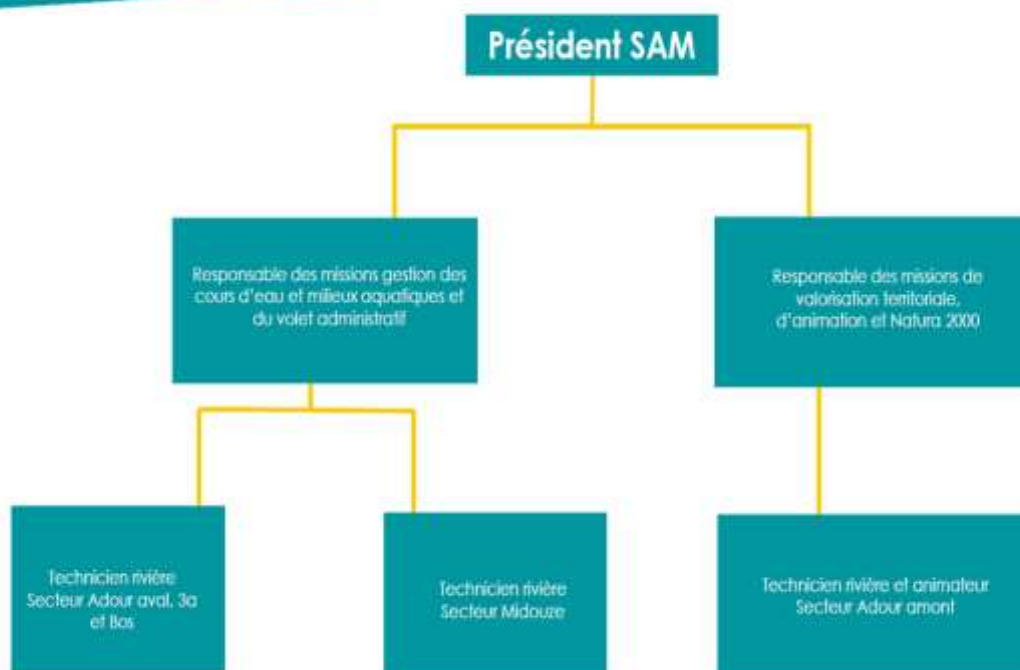 Président SAM
Responsable des missions gestion des
cours d'eau et milieux aquatiques et
du volet administratif
Responsable des missions de
valorisation territoriale,
d'animation et Natura 2000
Technicien rivière
Secteur Adour aval, 3a
et Bos
Technicien rivière
Secteur Midouze
Technicien rivière et animateur
Secteur Adour amont